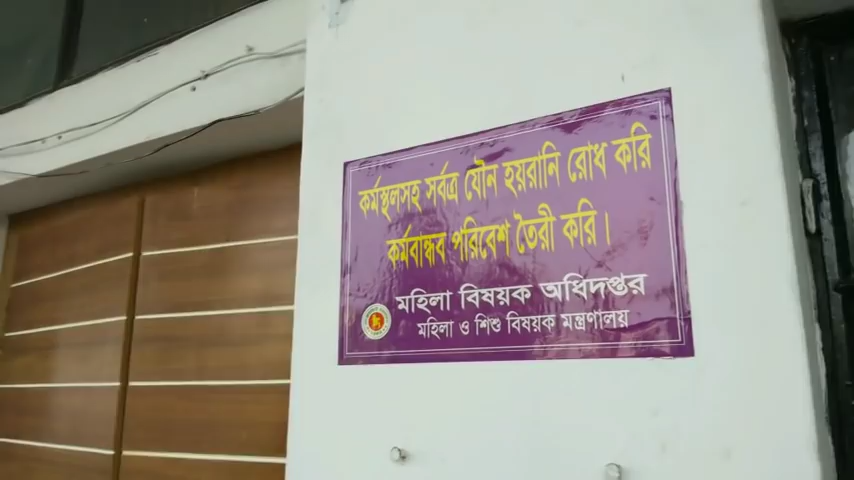 কর্মস্থলসহ সর্বত্র যৌন হয়রানি রোধ করি
কর্মবান্ধব পরিবেশ তৈরী করি।
মহিলা বিষয়ক অধিদপ্তর
মহিলা ও শিশু বিষয়ক মন্ত্রণালয়